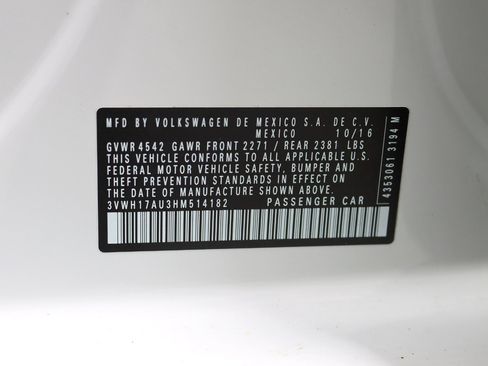 MFD BY VOLKSWAGEN DE MEXICO S.A. DE C.V.
MEXICO 10/16
GVWR 4542 GAWR FRONT 2271 / REAR 2381 LBS
THIS VEHICLE CONFORMS TO ALL APPLICABLE U.S.
FEDERAL MOTOR VEHICLE SAFETY, BUMPER AND
THEFT PREVENTION STANDARDS IN EFFECT ON THE
DATE OF MANUFACTURE SHOWN ABOVE.
3VWH17AU3HM514182 PASSENGER CAR
4353061 3194 M